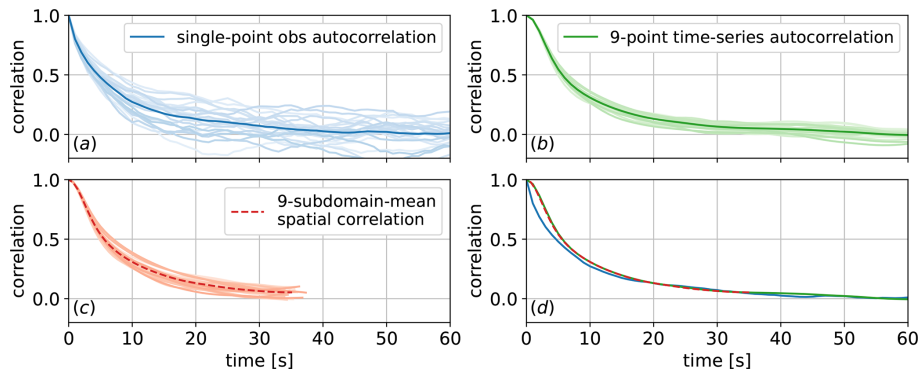 1.0
0.5
0.0
correlation
(a)
single-point obs autocorrelation
1.0
0.5
0.0
correlation
(b)
9-point time-series autocorrelation
1.0
0.5
0.0
correlation
(c)
9-subdomain-mean
spatial correlation
0 10 20 30 40 50 60
time [s]
1.0
0.5
0.0
correlation
(d)
0 10 20 30 40 50 60
time [s]